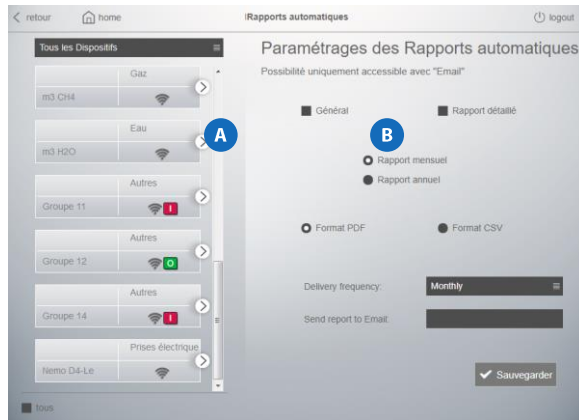 retour
home
Rapports automatiques
logout
Tous les Dispositifs
Gaz
m3 CH4
Eau
m3 H2O
Autres
Groupe 11
I
Autres
Groupe 12
O
Autres
Groupe 14
I
Prises électrique
Nemo D4-Le
tous
A
Paramétrages des Rapports automatiques
Possibilité uniquement accessible avec "Email"
Général
Rapport détaillé
B
Rapport mensuel
Rapport annuel
Format PDF
Format CSV
Delivery frequency:
Monthly
Send report to Email:
Sauvegarder